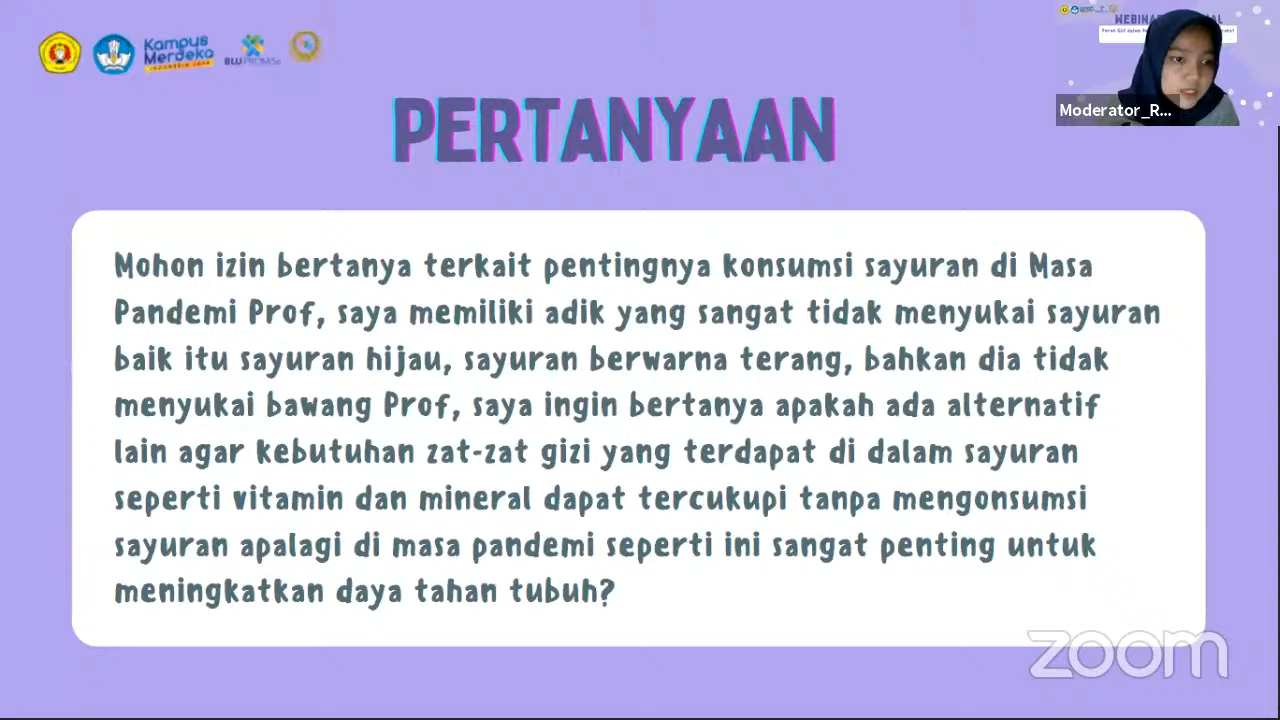 Kampus
Merdeka
INDONESIA JAYA
PERTANYAAN
Moderator_R...
Mohon izin bertanya terkait pentingnya konsumsi sayuran di Masa
Pandemi Prof, saya memiliki adik yang sangat tidak menyukai sayuran
baik itu sayuran hijau, sayuran berwarna terang, bahkan dia tidak
menyukai bawang Prof, saya ingin bertanya apakah ada alternatif
lain agar kebutuhan zat-zat gizi yang terdapat di dalam sayuran
seperti vitamin dan mineral dapat tercukupi tanpa mengonsumsi
sayuran apalagi di masa pandemi seperti ini sangat penting untuk
meningkatkan daya tahan tubuh?
zoom